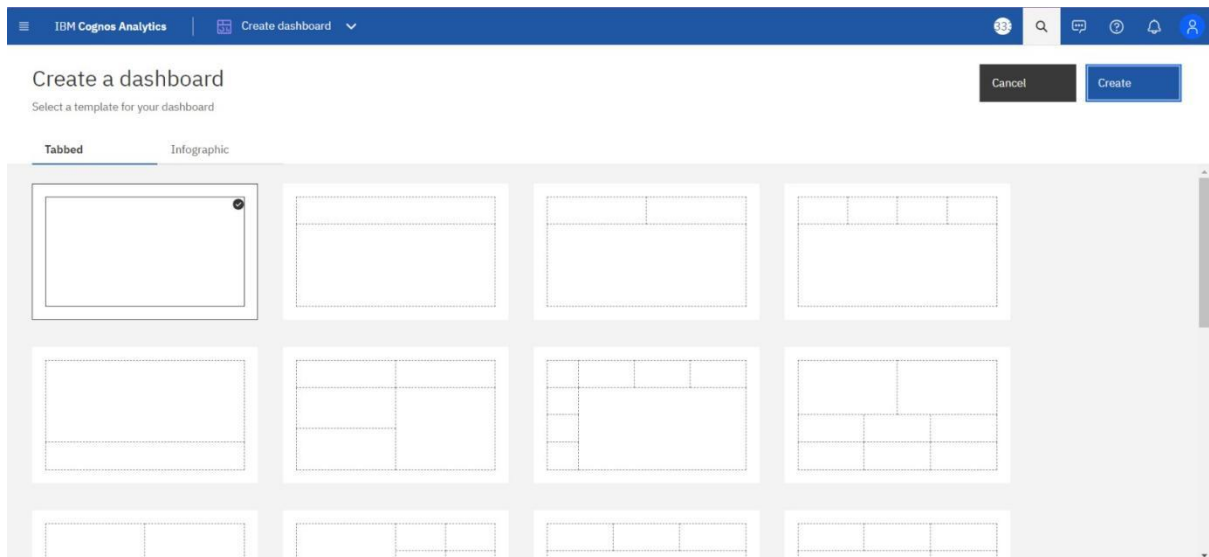 IBM Cognos Analytics
Create dashboard
Create a dashboard
Cancel
Create
Select a template for your dashboard
Tabbed
Infographic